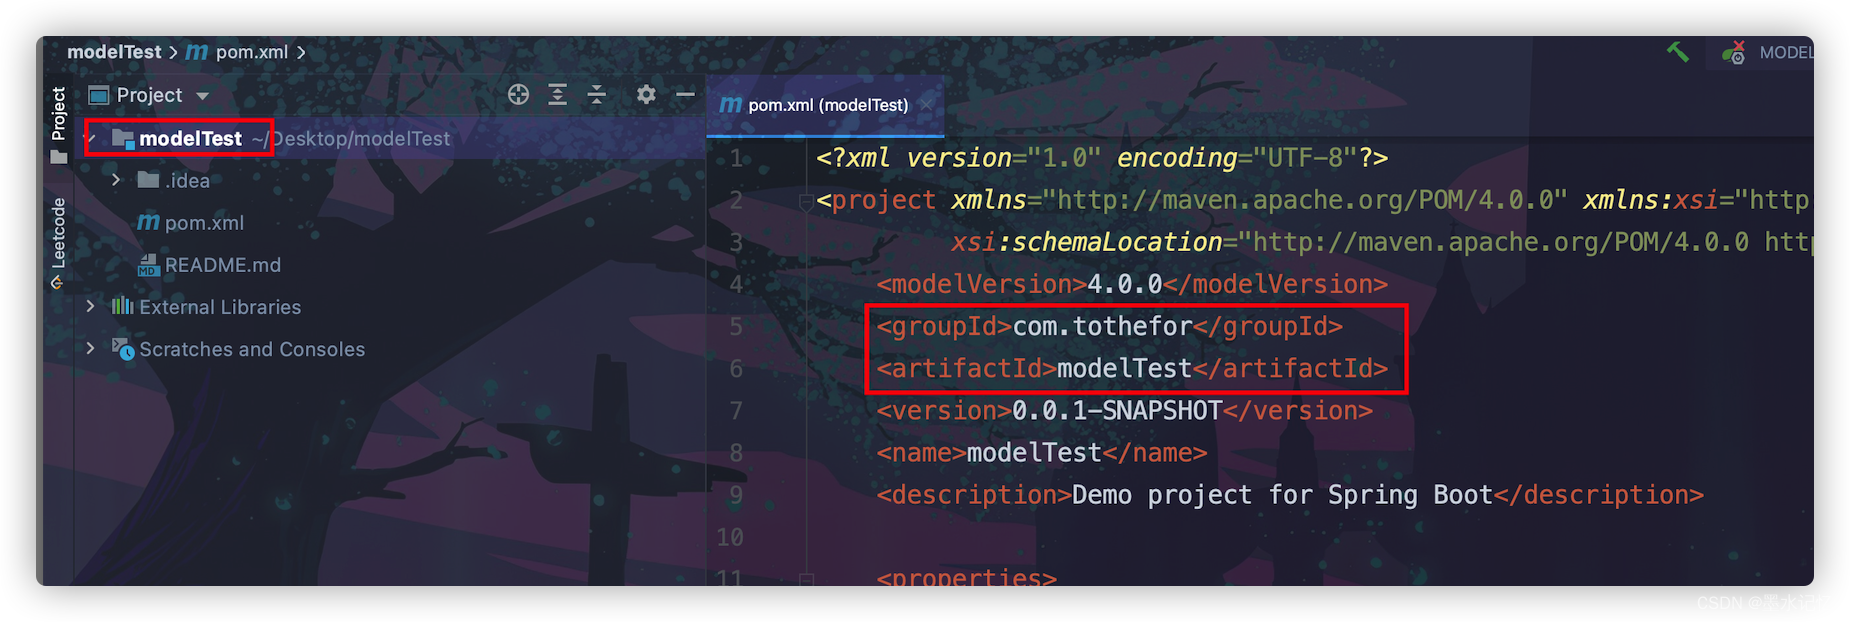 modelTest > m pom.xml >
MODEL
Project
Project
modelTest ~/Desktop/modelTest
.idea
pom.xml
README.md
External Libraries
Scratches and Consoles
Leetcode
pom.xml (modelTest)
1 <?xml version="1.0" encoding="UTF-8"?>
2 <project xmlns="http://maven.apache.org/POM/4.0.0" xmlns:xsi="http
3 xsi:schemaLocation="http://maven.apache.org/POM/4.0.0 http
4 <modelVersion>4.0.0</modelVersion>
5 <groupId>com.tothefor</groupId>
6 <artifactId>modelTest</artifactId>
7 <version>0.0.1-SNAPSHOT</version>
8 <name>modelTest</name>
9 <description>Demo project for Spring Boot</description>
10
11 <properties>
CSDN